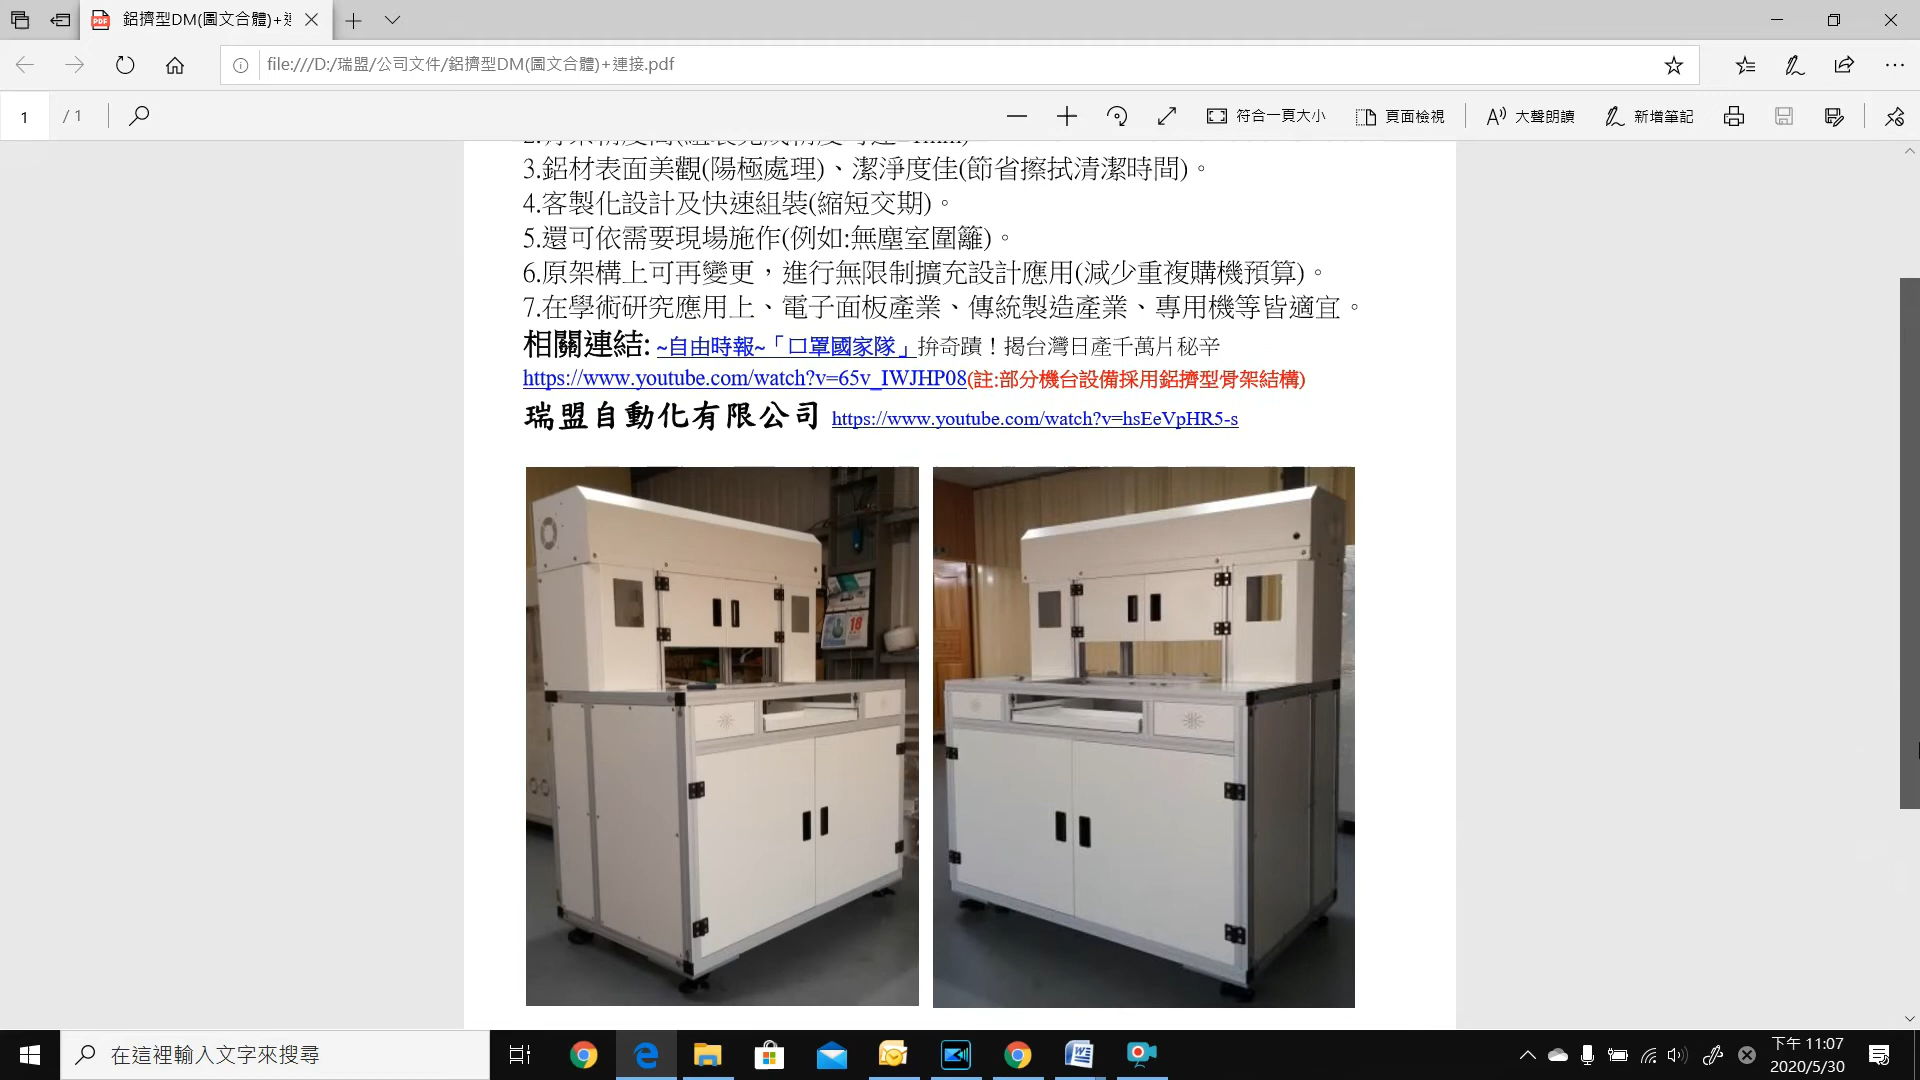 鋁擠型DM(圖文合體)+連
file:///D:/瑞盟/公司文件/鋁擠型DM(圖文合體)+連接.pdf
1 / 1
符合一頁大小 頁面檢視 大聲朗讀 新增筆記
3.鋁材表面美觀(陽極處理)、潔淨度佳(節省擦拭清潔時間)。
4.客製化設計及快速組裝(縮短交期)。
5.還可依需要現場施作(例如:無塵室圍籬)。
6.原架構上可再變更，進行無限制擴充設計應用(減少重複購機預算)。
7.在學術研究應用上、電子面板產業、傳統製造產業、專用機等皆適宜。
相關連結: ~自由時報~「口罩國家隊」拚奇蹟！揭台灣日產千萬片秘辛
https://www.youtube.com/watch?v=65v_IWJHP08(註:部分機台設備採用鋁擠型骨架結構)
瑞盟自動化有限公司 https://www.youtube.com/watch?v=hsEeVpHR5-s
在這裡輸入文字來搜尋
下午 11:07
2020/5/30